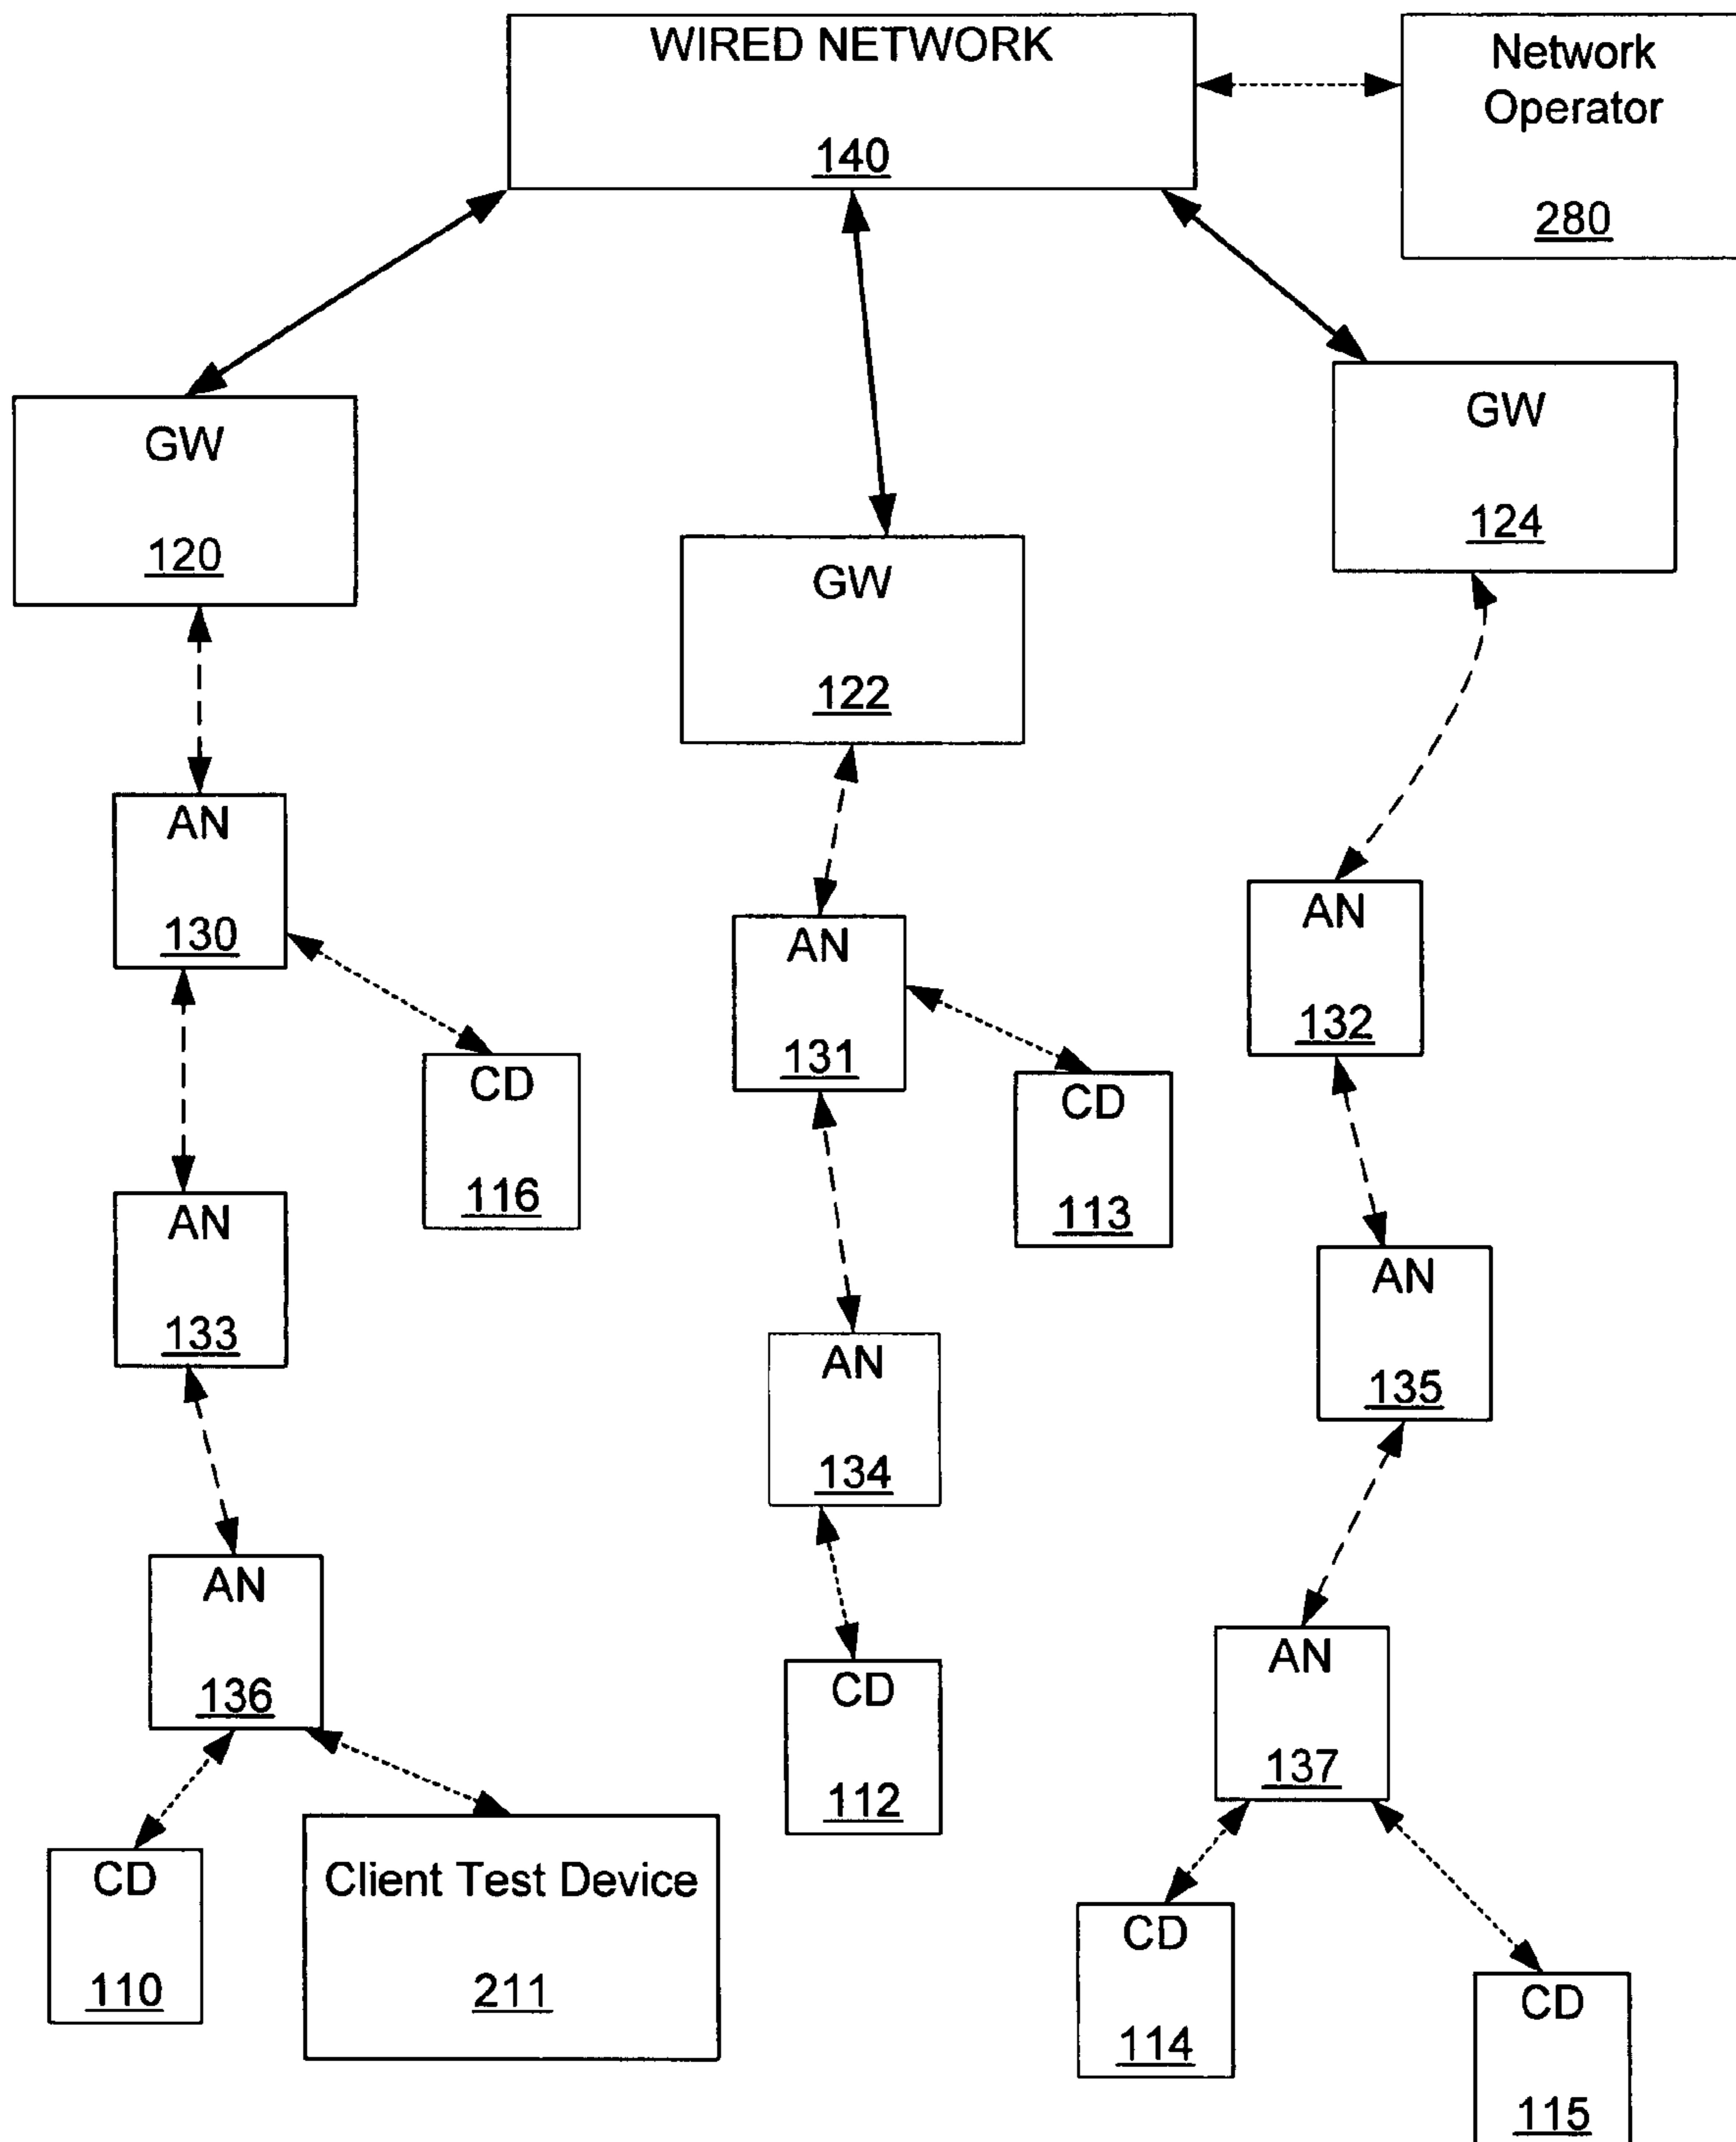 WIRED NETWORK
140
Network
Operator
280
GW
120
GW
122
GW
124
AN
130
AN
131
AN
132
CD
116
CD
113
AN
133
AN
134
AN
135
AN
136
CD
112
AN
137
CD
110
Client Test Device
211
CD
114
CD
115